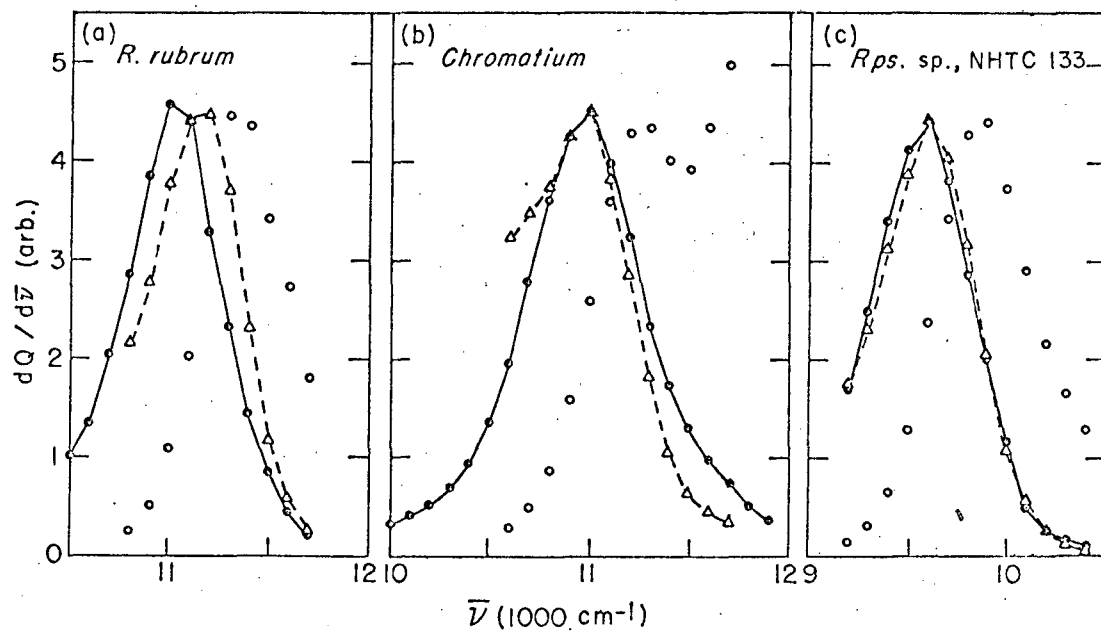 (a) R. rubrum
(b) Chromatium
(c) Rps. sp., NHTC 133
5
4
3
2
1
0
dQ / dν̅ (arb.)
11
12
10
11
12
9
10
ν̅ (1000 cm⁻¹)